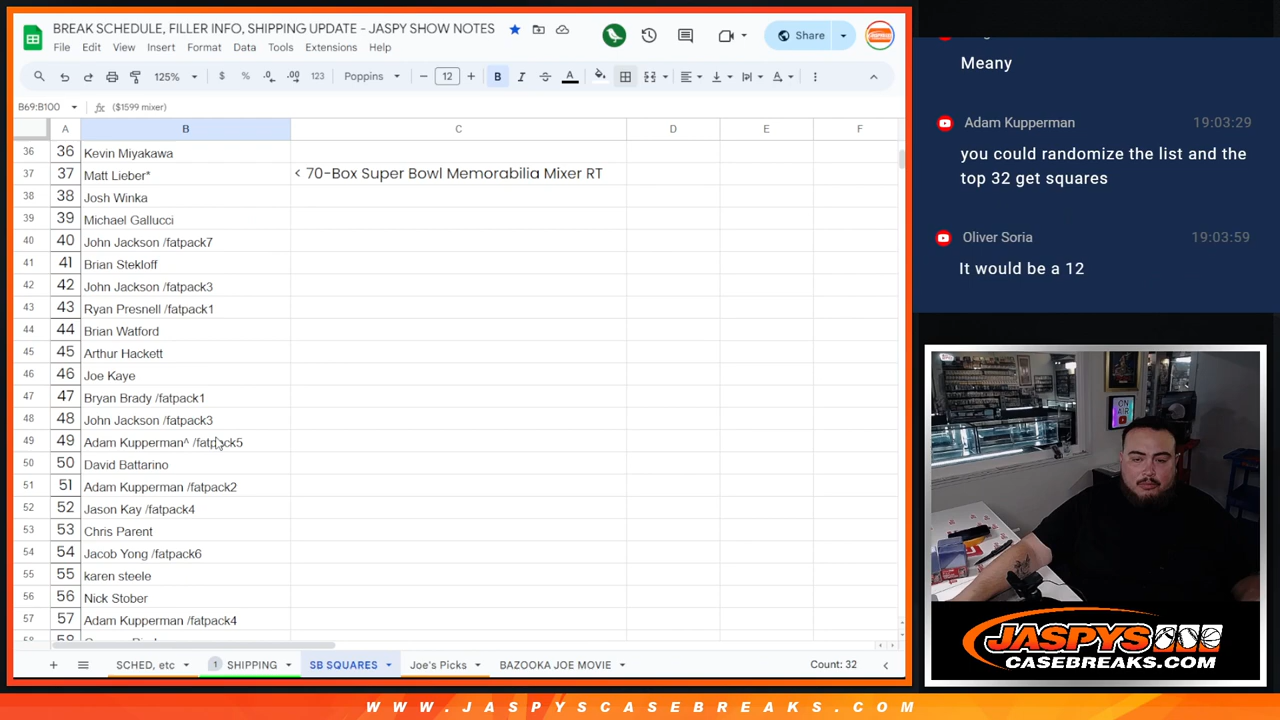 BREAK SCHEDULE, FILLER INFO, SHIPPING UPDATE - JASPY SHOW NOTES
File Edit View Insert Format Data Tools Extensions Help
Share
125% $ % .0 .00 123 Poppins 12 B I A
B69:B100 fx ($1599 mixer)
A B C D E F
36 36 Kevin Miyakawa
37 37 Matt Lieber* < 70-Box Super Bowl Memorabilia Mixer RT
38 38 Josh Winka
39 39 Michael Gallucci
40 40 John Jackson /fatpack7
41 41 Brian Stekloff
42 42 John Jackson /fatpack3
43 43 Ryan Presnell /fatpack1
44 44 Brian Watford
45 45 Arthur Hackett
46 46 Joe Kaye
47 47 Bryan Brady /fatpack1
48 48 John Jackson /fatpack3
49 49 Adam Kupperman^ /fatpack5
50 50 David Battarino
51 51 Adam Kupperman /fatpack2
52 52 Jason Kay /fatpack4
53 53 Chris Parent
54 54 Jacob Yong /fatpack6
55 55 karen steele
56 56 Nick Stober
57 57 Adam Kupperman /fatpack4
SCHED, etc 1 SHIPPING SB SQUARES Joe's Picks BAZOOKA JOE MOVIE Count: 32
Meany
Adam Kupperman 19:03:29
you could randomize the list and the
top 32 get squares
Oliver Soria 19:03:59
It would be a 12
ON
AIR
JASPYS
CASEBREAKS.COM
WWW.JASPYSCASEBREAKS.COM